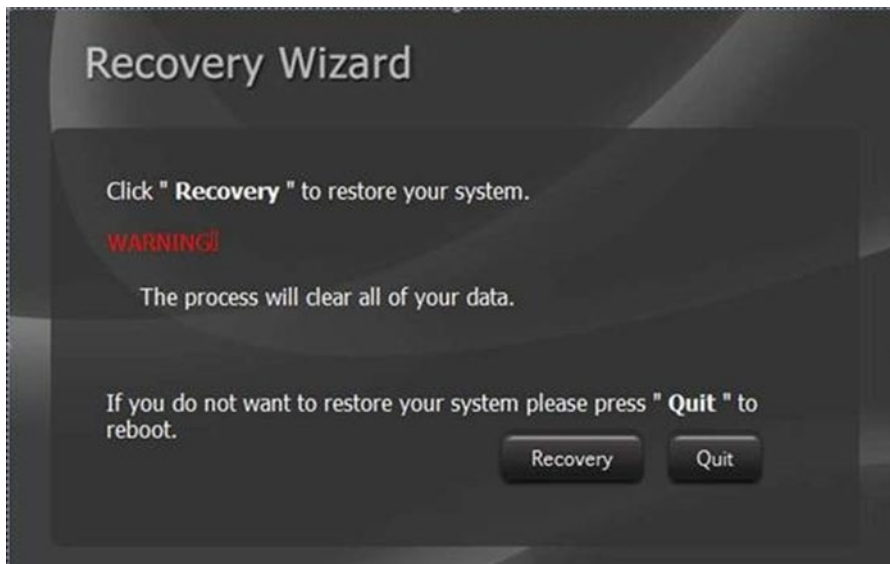 Recovery Wizard
Click " Recovery " to restore your system.
WARNING!
The process will clear all of your data.
If you do not want to restore your system please press " Quit " to
reboot.
Recovery Quit